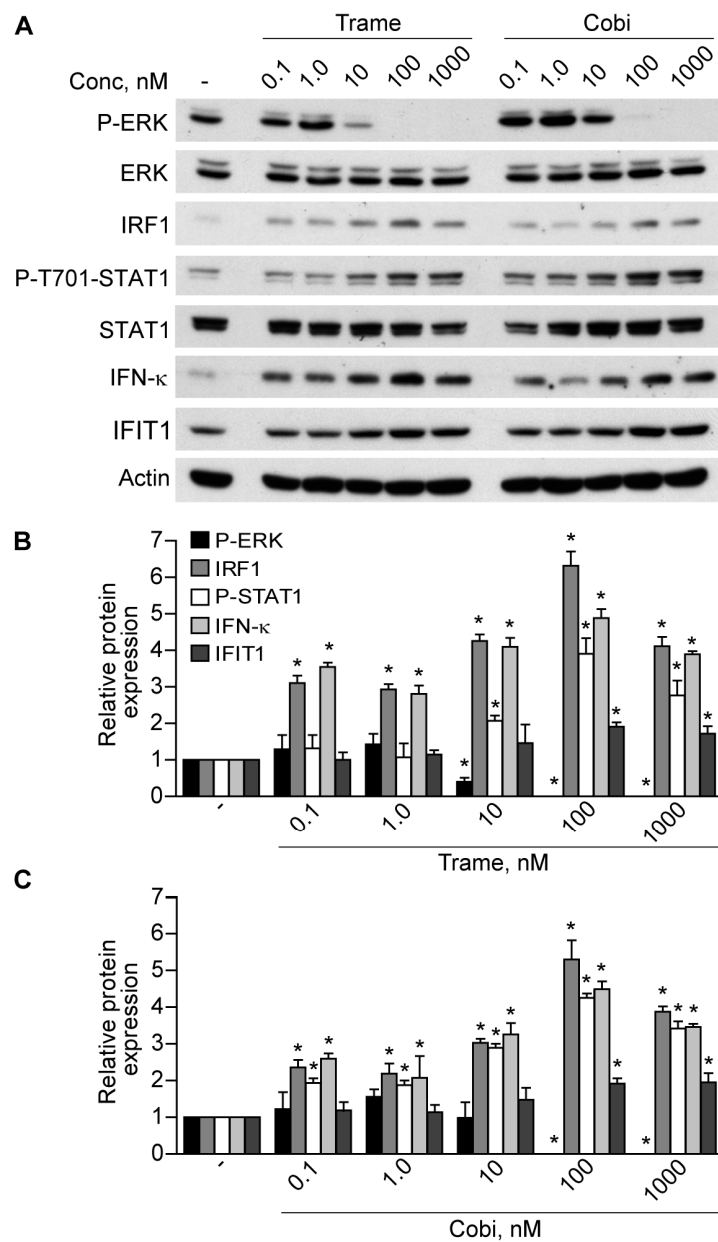 A
Trame Cobi
Conc, nM - 0.1 1.0 10 100 1000 0.1 1.0 10 100 1000
P-ERK
ERK
IRF1
P-T701-STAT1
STAT1
IFN-κ
IFIT1
Actin
B
Relative protein
expression
7
6
5
4
3
2
1
0
P-ERK
IRF1
P-STAT1
IFN-κ
IFIT1
* * * * * * * * * * * * * * * * * *
- 0.1 1.0 10 100 1000
Trame, nM
C
Relative protein
expression
7
6
5
4
3
2
1
0
* * * * * * * * * * * * * * * * * * *
- 0.1 1.0 10 100 1000
Cobi, nM